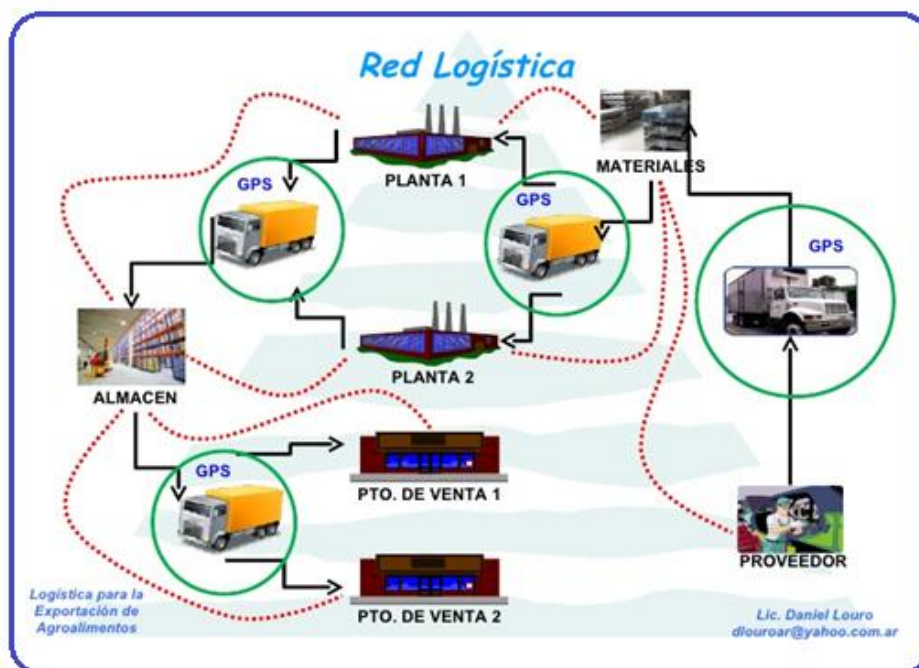 Red Logística
PLANTA 1
MATERIALES
GPS
GPS
GPS
PLANTA 2
ALMACEN
GPS
PTO. DE VENTA 1
PROVEEDOR
PTO. DE VENTA 2
Logística para la
Exportación de
Agroalimentos
Lic. Daniel Louro
dlouroar@yahoo.com.ar